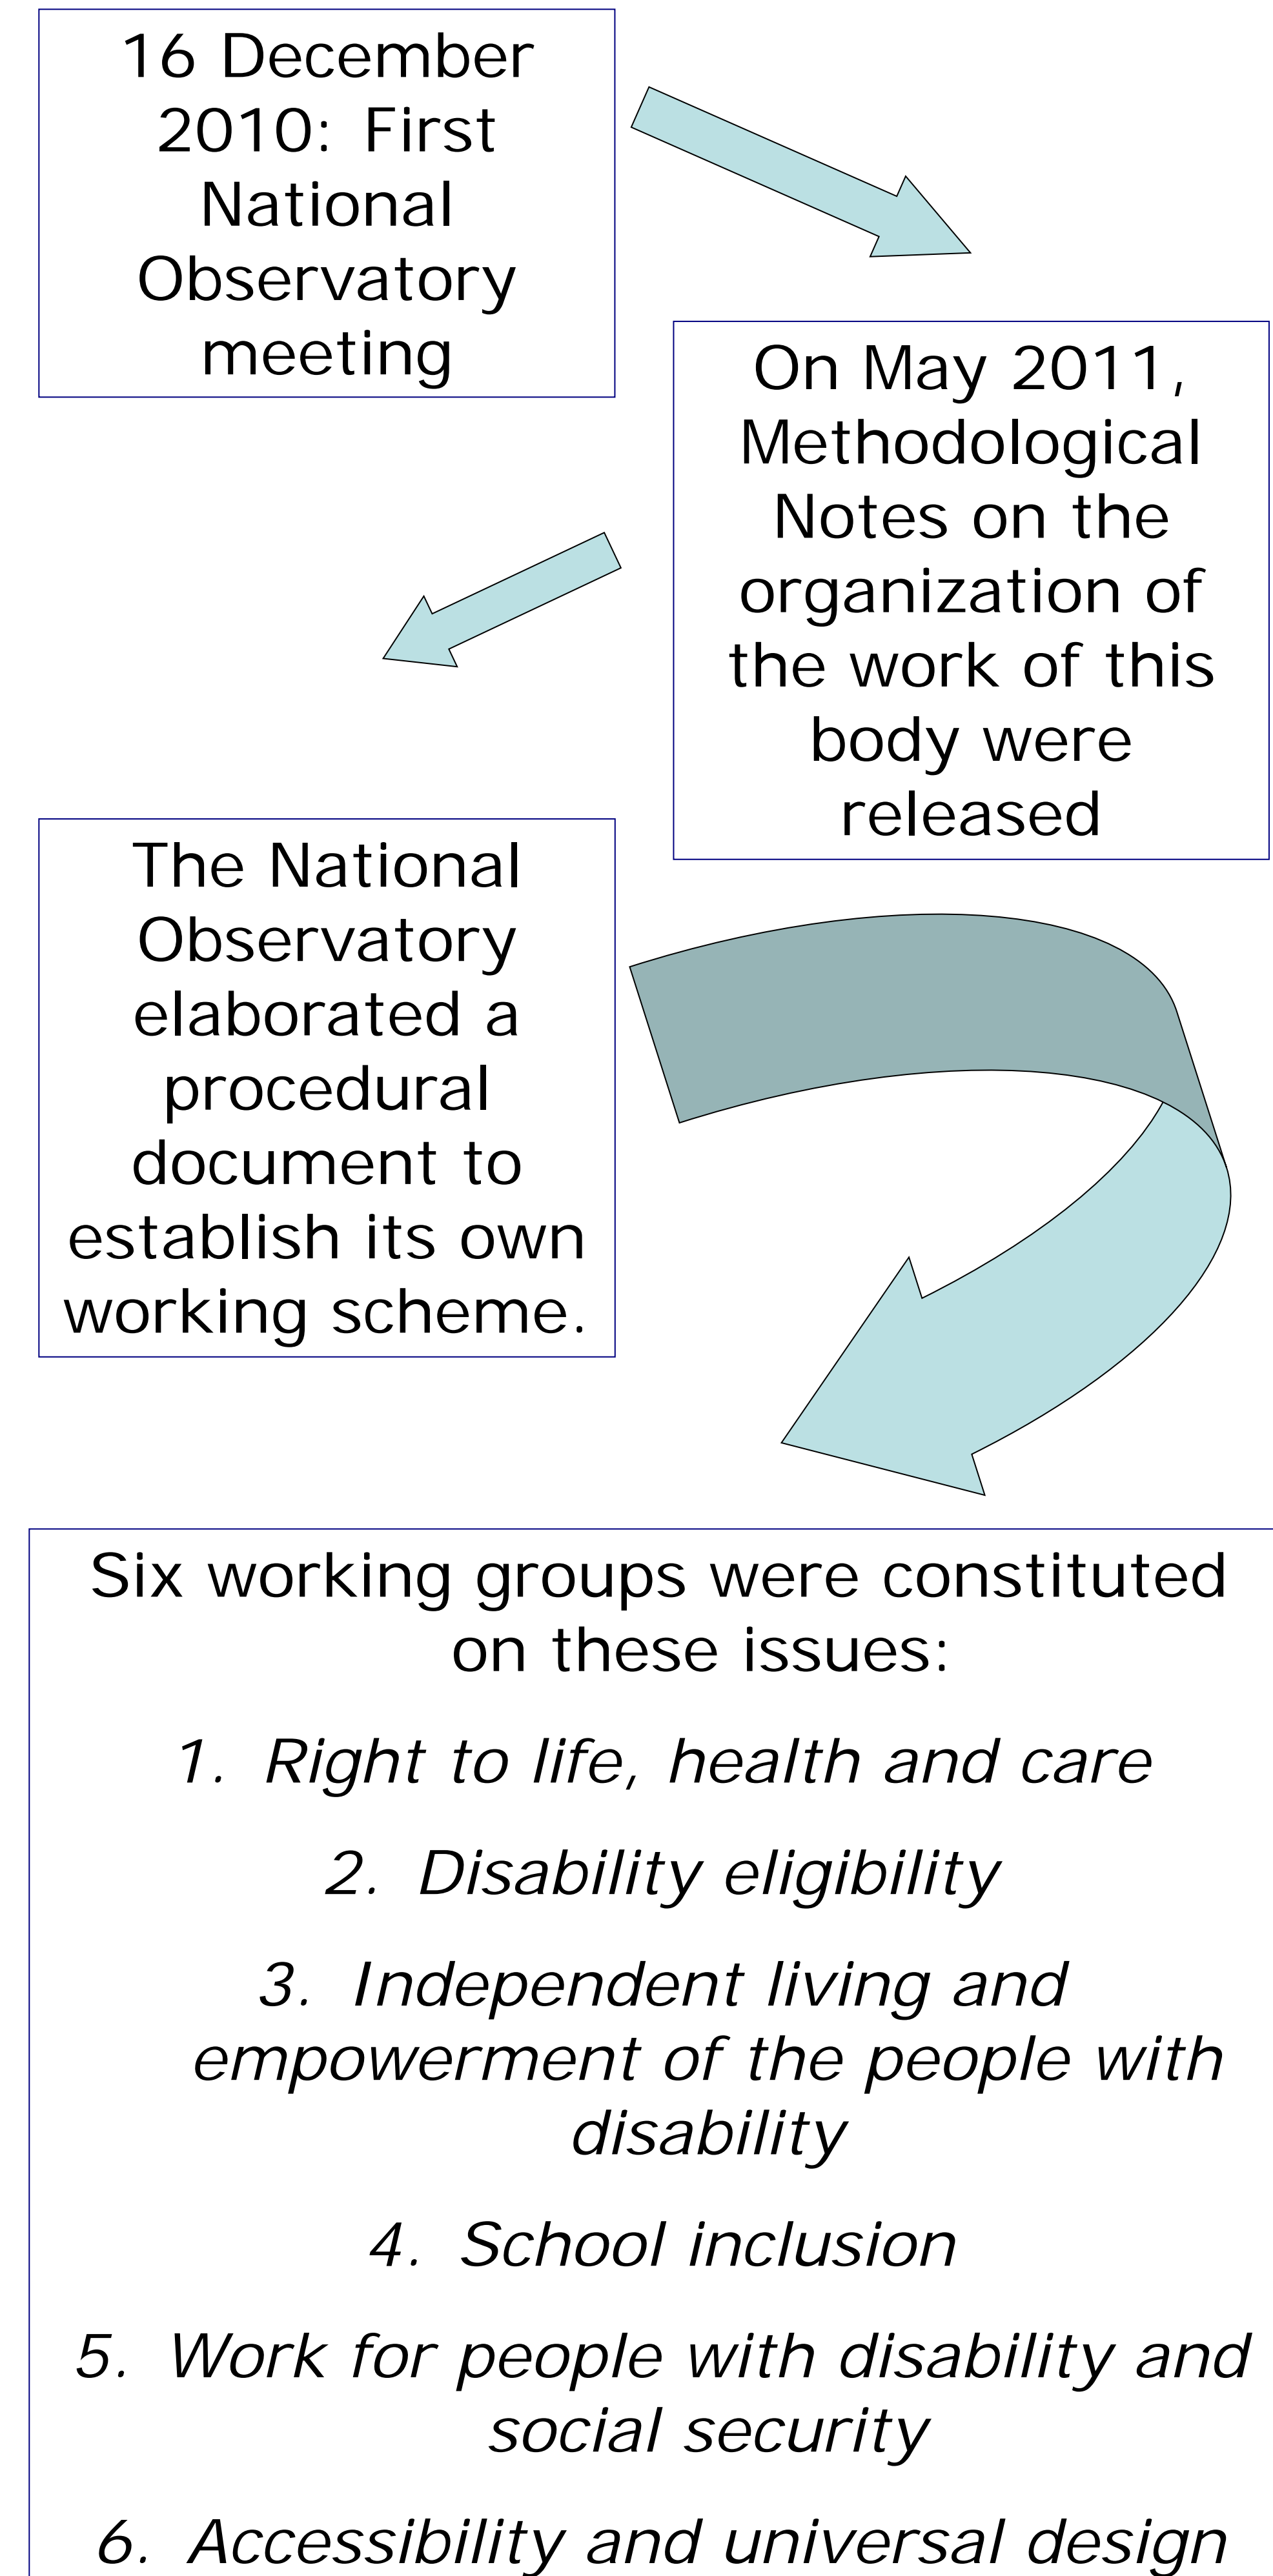 16 December
2010: First
National
Observatory
meeting
On May 2011,
Methodological
Notes on the
organization of
the work of this
body were
released
The National
Observatory
elaborated a
procedural
document to
establish its own
working scheme.
Six working groups were constituted
on these issues:
1. Right to life, health and care
2. Disability eligibility
3. Independent living and
empowerment of the people with
disability
4. School inclusion
5. Work for people with disability and
social security
6. Accessibility and universal design